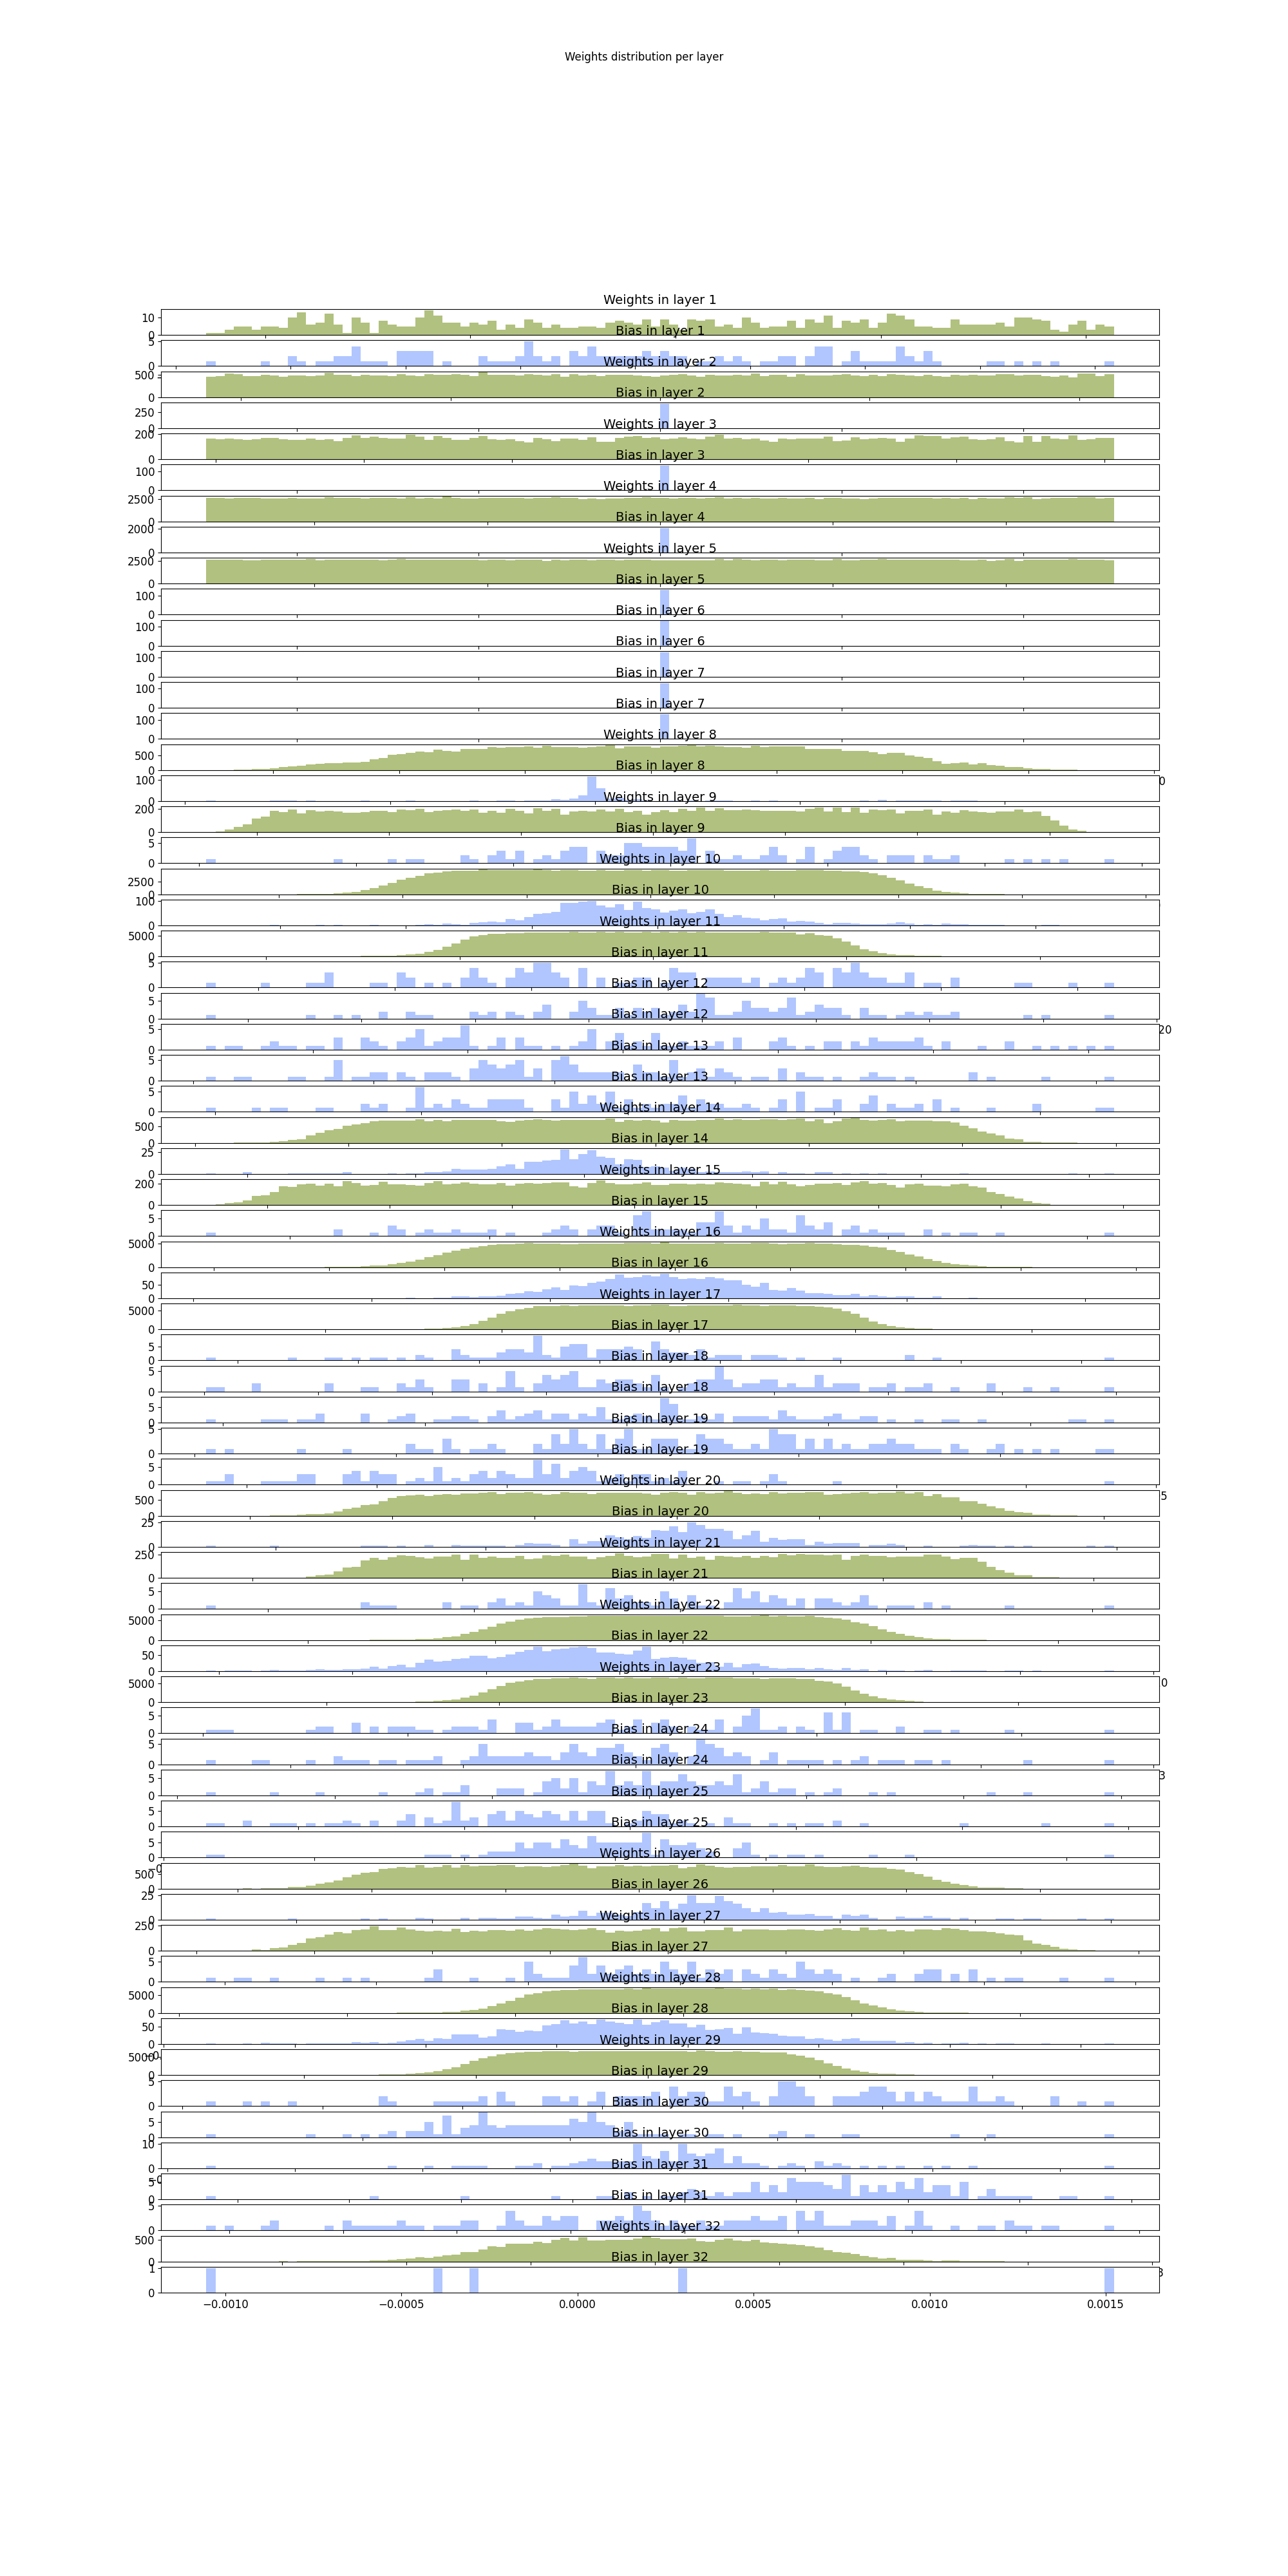 Weights distribution per layer
Weights in layer 1
10
0
Bias in layer 1
5
0
Weights in layer 2
500
0
Bias in layer 2
250
0
Weights in layer 3
200
0
Bias in layer 3
100
0
Weights in layer 4
2500
0
Bias in layer 4
2000
0
Weights in layer 5
2500
0
Bias in layer 5
100
0
Bias in layer 6
100
0
Bias in layer 6
100
0
Bias in layer 7
100
0
Bias in layer 7
100
0
Weights in layer 8
500
0
Bias in layer 8
0
100
0
Weights in layer 9
200
0
Bias in layer 9
5
0
Weights in layer 10
2500
0
Bias in layer 10
100
0
Weights in layer 11
5000
0
Bias in layer 11
5
0
Bias in layer 12
5
0
Bias in layer 12
20
5
0
Bias in layer 13
5
0
Bias in layer 13
5
0
Weights in layer 14
500
0
Bias in layer 14
25
0
Weights in layer 15
200
0
Bias in layer 15
5
0
Weights in layer 16
5000
0
Bias in layer 16
50
0
Weights in layer 17
5000
0
Bias in layer 17
5
0
Bias in layer 18
5
0
Bias in layer 18
5
0
Bias in layer 19
5
0
Bias in layer 19
5
0
Weights in layer 20
5
500
0
Bias in layer 20
25
0
Weights in layer 21
250
0
Bias in layer 21
5
0
Weights in layer 22
5000
0
Bias in layer 22
50
0
Weights in layer 23
0
5000
0
Bias in layer 23
5
0
Bias in layer 24
5
0
Bias in layer 24
3
5
0
Bias in layer 25
5
0
Bias in layer 25
5
0
Weights in layer 26
500
0
Bias in layer 26
25
0
Weights in layer 27
250
0
Bias in layer 27
5
0
Weights in layer 28
5000
0
Bias in layer 28
50
0
Weights in layer 29
5000
0
Bias in layer 29
5
0
Bias in layer 30
5
0
Bias in layer 30
10
0
Bias in layer 31
5
0
Bias in layer 31
5
0
Weights in layer 32
500
0
Bias in layer 32
1
0
−0.0010 −0.0005 0.0000 0.0005 0.0010 0.0015